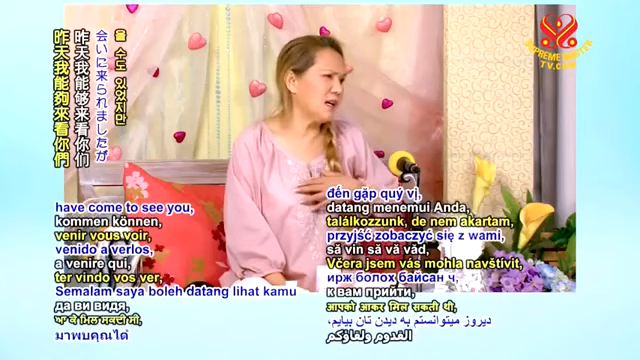 SUPREME MASTER
TV.COM
昨天我能夠來看你們
昨天我能够来看你们
会いに来られましたが
을 수도 있었지만
have come to see you,
kommen können,
venir vous voir,
venido a verlos,
a venire qui,
ter vindo vos ver,
Semalam saya boleh datang lihat kamu
да ви видя,
ਆ ਕੇ ਮਿਲ ਸਕਦੀ ਸੀ,
มาพบคุณได้
đến gặp quý vị,
datang menemui Anda,
találkozzunk, de nem akartam,
przyjść zobaczyć się z wami,
să vin să vă văd,
Včera jsem vás mohla navštívit,
ирж болох байсан ч,
к вам прийти,
आपको आकर मिल सकती थी,
دیروز میتوانستم به دیدن تان بیایم،
القدوم ولقاؤكم